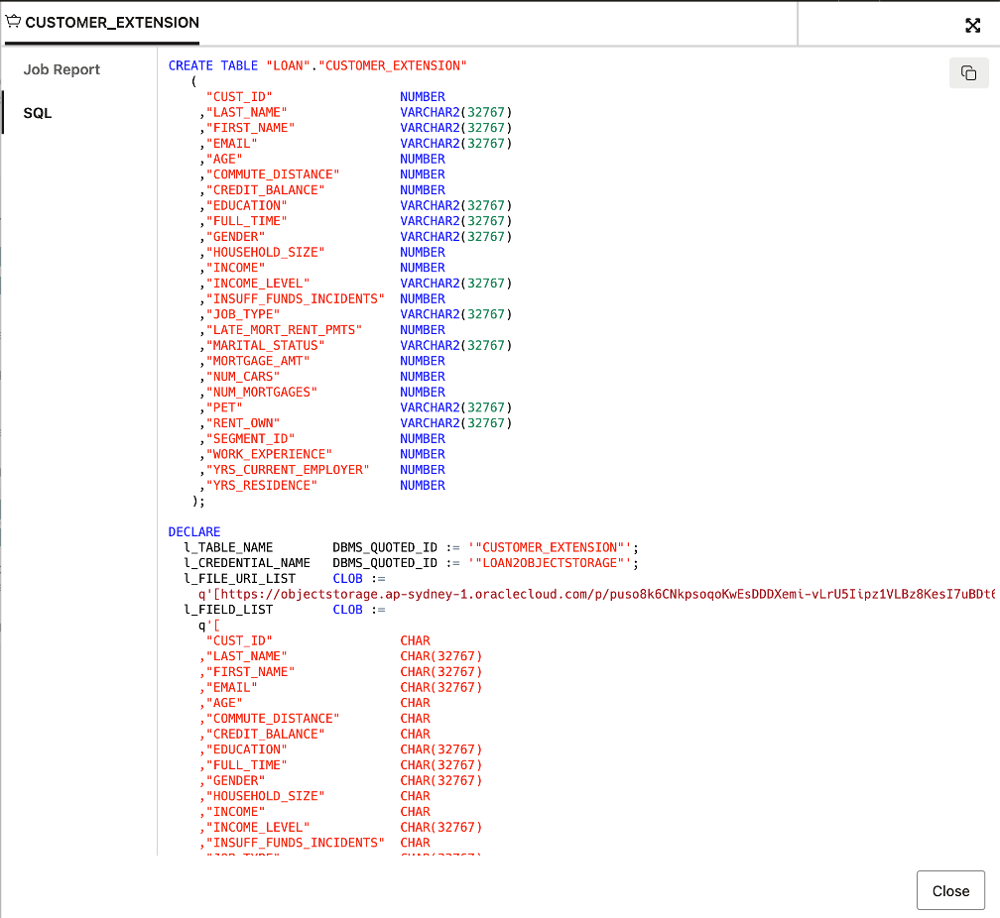 CUSTOMER_EXTENSION
Job Report
SQL
CREATE TABLE "LOAN"."CUSTOMER_EXTENSION"
(
"CUST_ID" NUMBER
,"LAST_NAME" VARCHAR2(32767)
,"FIRST_NAME" VARCHAR2(32767)
,"EMAIL" VARCHAR2(32767)
,"AGE" NUMBER
,"COMMUTE_DISTANCE" NUMBER
,"CREDIT_BALANCE" NUMBER
,"EDUCATION" VARCHAR2(32767)
,"FULL_TIME" VARCHAR2(32767)
,"GENDER" VARCHAR2(32767)
,"HOUSEHOLD_SIZE" NUMBER
,"INCOME" NUMBER
,"INCOME_LEVEL" VARCHAR2(32767)
,"INSUFF_FUNDS_INCIDENTS" NUMBER
,"JOB_TYPE" VARCHAR2(32767)
,"LATE_MORT_RENT_PMTS" NUMBER
,"MARITAL_STATUS" VARCHAR2(32767)
,"MORTGAGE_AMT" NUMBER
,"NUM_CARS" NUMBER
,"NUM_MORTGAGES" NUMBER
,"PET" VARCHAR2(32767)
,"RENT_OWN" VARCHAR2(32767)
,"SEGMENT_ID" NUMBER
,"WORK_EXPERIENCE" NUMBER
,"YRS_CURRENT_EMPLOYER" NUMBER
,"YRS_RESIDENCE" NUMBER
);
DECLARE
l_TABLE_NAME DBMS_QUOTED_ID := '"CUSTOMER_EXTENSION"';
l_CREDENTIAL_NAME DBMS_QUOTED_ID := '"LOAN2OBJECTSTORAGE"';
l_FILE_URI_LIST CLOB :=
q'[https://objectstorage.ap-sydney-1.oraclecloud.com/p/puso8k6CNkpsoqoKwEsDDDXemi-vLrU5Iipz1VLBz8KesI7uBDt6
l_FIELD_LIST CLOB :=
q'[
"CUST_ID" CHAR
,"LAST_NAME" CHAR(32767)
,"FIRST_NAME" CHAR(32767)
,"EMAIL" CHAR(32767)
,"AGE" CHAR
,"COMMUTE_DISTANCE" CHAR
,"CREDIT_BALANCE" CHAR
,"EDUCATION" CHAR(32767)
,"FULL_TIME" CHAR(32767)
,"GENDER" CHAR(32767)
,"HOUSEHOLD_SIZE" CHAR
,"INCOME" CHAR
,"INCOME_LEVEL" CHAR(32767)
,"INSUFF_FUNDS_INCIDENTS" CHAR
Close